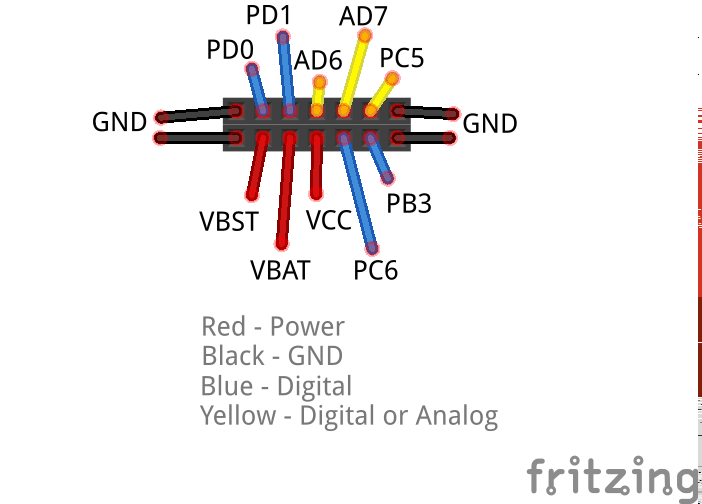 PD1
AD7
PD0
AD6
PC5
GND
GND
VBST
VCC
PB3
VBAT
PC6
Red - Power
Black - GND
Blue - Digital
Yellow - Digital or Analog
fritzing